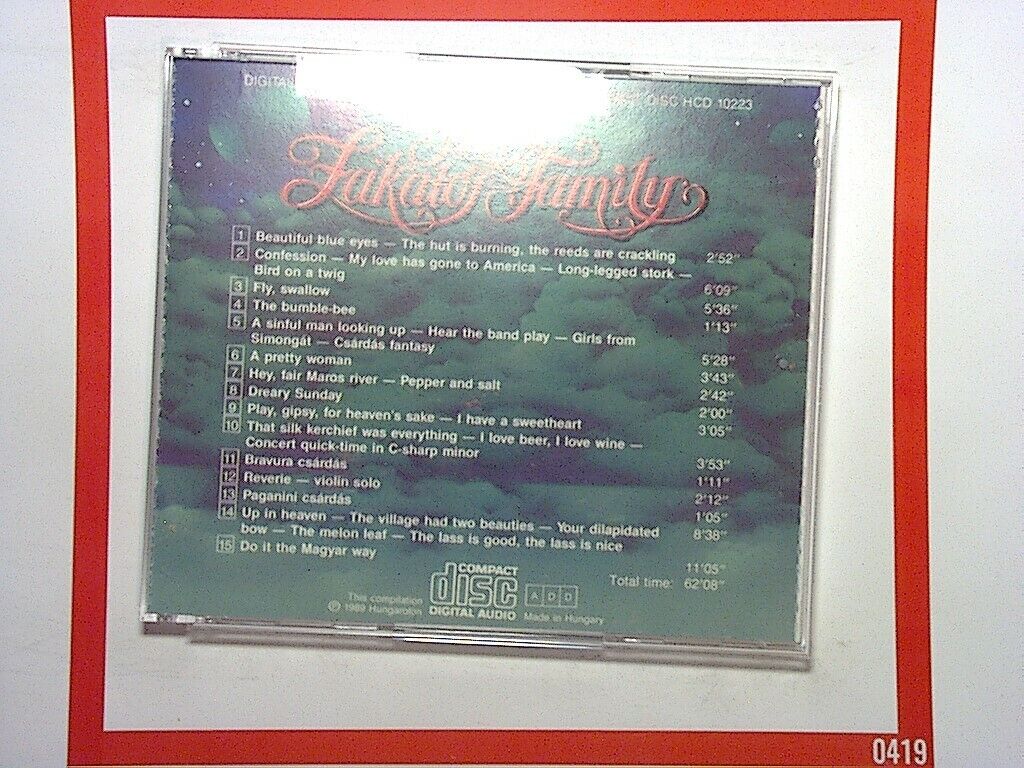 DIGITAL
DISC HCD 10223
Lakatos Family
1 Beautiful blue eyes — The hut is burning, the reeds are crackling 2'52"
2 Confession — My love has gone to America — Long-legged stork —
Bird on a twig 6'09"
3 Fly, swallow 5'36"
4 The bumble-bee 1'13"
5 A sinful man looking up — Hear the band play — Girls from
Simongát — Csárdás fantasy 5'28"
6 A pretty woman 3'43"
7 Hey, fair Maros river — Pepper and salt 2'42"
8 Dreary Sunday 2'00"
9 Play, gipsy, for heaven's sake — I have a sweetheart 3'05"
10 That silk kerchief was everything — I love beer, I love wine —
Concert quick-time in C-sharp minor 3'53"
11 Bravura csárdás 1'11"
12 Reverie — violin solo 2'12"
13 Paganini csárdás 1'05"
14 Up in heaven — The village had two beauties — Your dilapidated 8'38"
bow — The melon leaf — The lass is good, the lass is nice
15 Do it the Magyar way 11'05"
Total time: 62'08"
COMPACT
disc
DIGITAL AUDIO
ADD
This compilation
℗ 1989 Hungaroton
Made in Hungary
0419